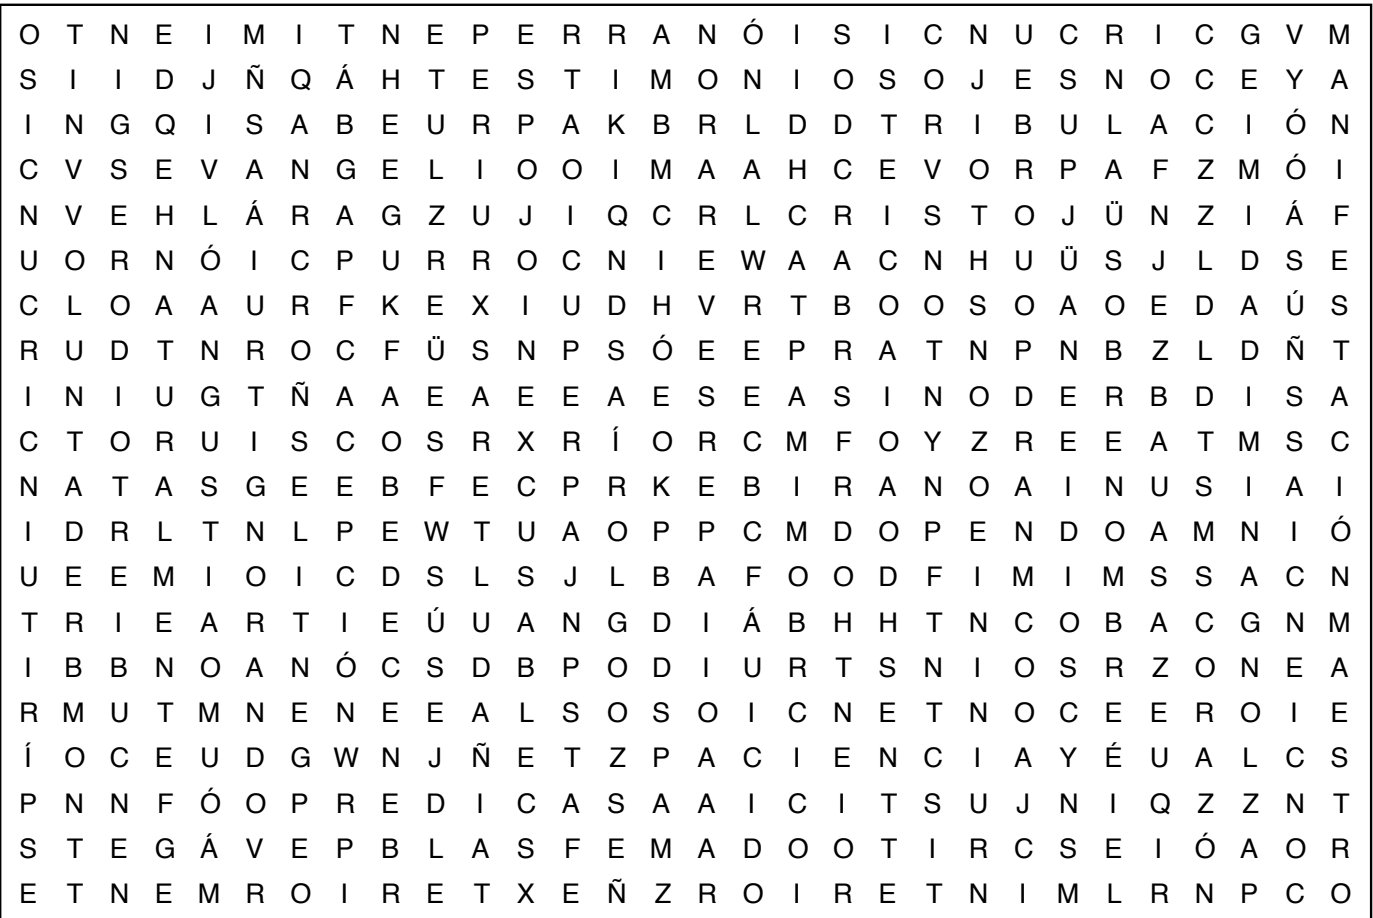 O T N E I M I T N E P E R R A N Ó I S I C N U C R I C G V M
S I I D J Ñ Q Á H T E S T I M O N I O S O J E S N O C E Y A
I N G Q I S A B E U R P A K B R L D D T R I B U L A C I Ó N
C V S E V A N G E L I O O I M A A H C E V O R P A F Z M Ó I
N V E H L Á R A G Z U J I Q C R L C R I S T O J Ü N Z I Á F
U O R N Ó I C P U R R O C N I E W A A C N H U Ü S J L D S E
C L O A A U R F K E X I U D H V R T B O O S O A O E D A Ú S
R U D T N R O C F Ü S N P S Ó E E P R A T N P N B Z L D Ñ T
I N I U G T Ñ A A E A E E A E S E A S I N O D E R B D I S A
C T O R U I S C O S R X R Í O R C M F O Y Z R E E A T M S C
N A T A S G E E B F E C P R K E B I R A N O A I N U S I A I
I D R L T N L P E W T U A O P P C M D O P E N D O A M N I Ó
U E E M I O I C D S L S J L B A F O O D F I M I M S S A C N
T R I E A R T I E Ú U A N G D I Á B H H T N C O B A C G N M
I B B N O A N Ó C S D B P O D I U R T S N I O S R Z O N E A
R M U T M N E N E E A L S O S O I C N E T N O C E E R O I E
Í O C E U D G W N J Ñ E T Z P A C I E N C I A Y É U A L C S
P N N F Ó O P R E D I C A S A A I C I T S U J N I Q Z Z N T
S T E G Á V E P B L A S F E M A D O O T I R C S E I Ó A O R
E T N E M R O I R E T X E Ñ Z R O I R E T N I M L R N P C O